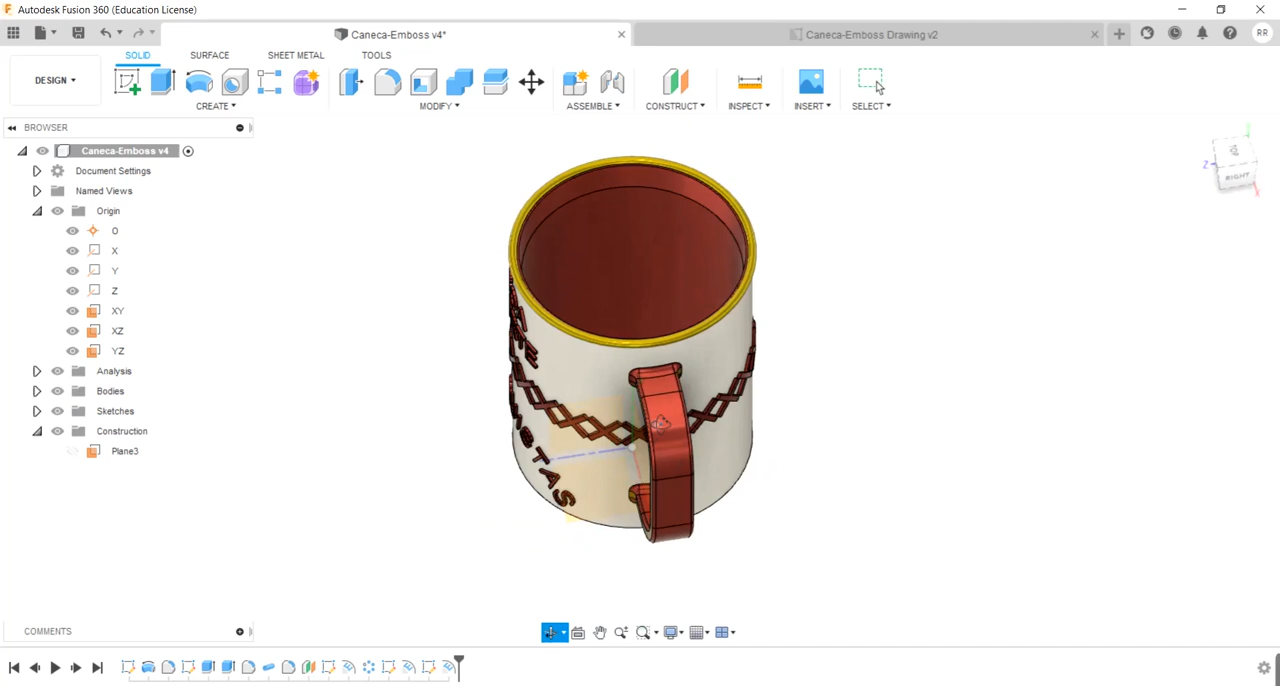 Autodesk Fusion 360 (Education License)
Caneca-Emboss v4*
Caneca-Emboss Drawing v2
RR
DESIGN
SOLID
SURFACE
SHEET METAL
TOOLS
CREATE
MODIFY
ASSEMBLE
CONSTRUCT
INSPECT
INSERT
SELECT
BROWSER
Caneca-Emboss v4
Document Settings
Named Views
Origin
O
X
Y
Z
XY
XZ
YZ
Analysis
Bodies
Sketches
Construction
Plane3
TOP
Z
RIGHT
COMMENTS